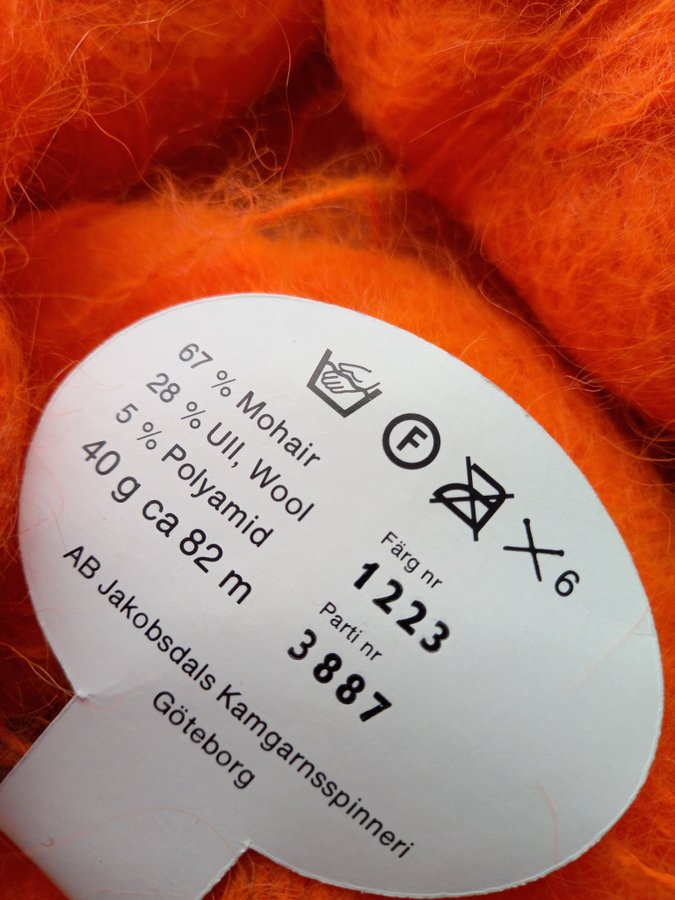 67 % Mohair
28 % Ull, Wool
5 % Polyamid
40 g ca 82 m
F
6
Färg nr
1223
Parti nr
3887
AB Jakobsdals Kamgarnsspinneri
Göteborg